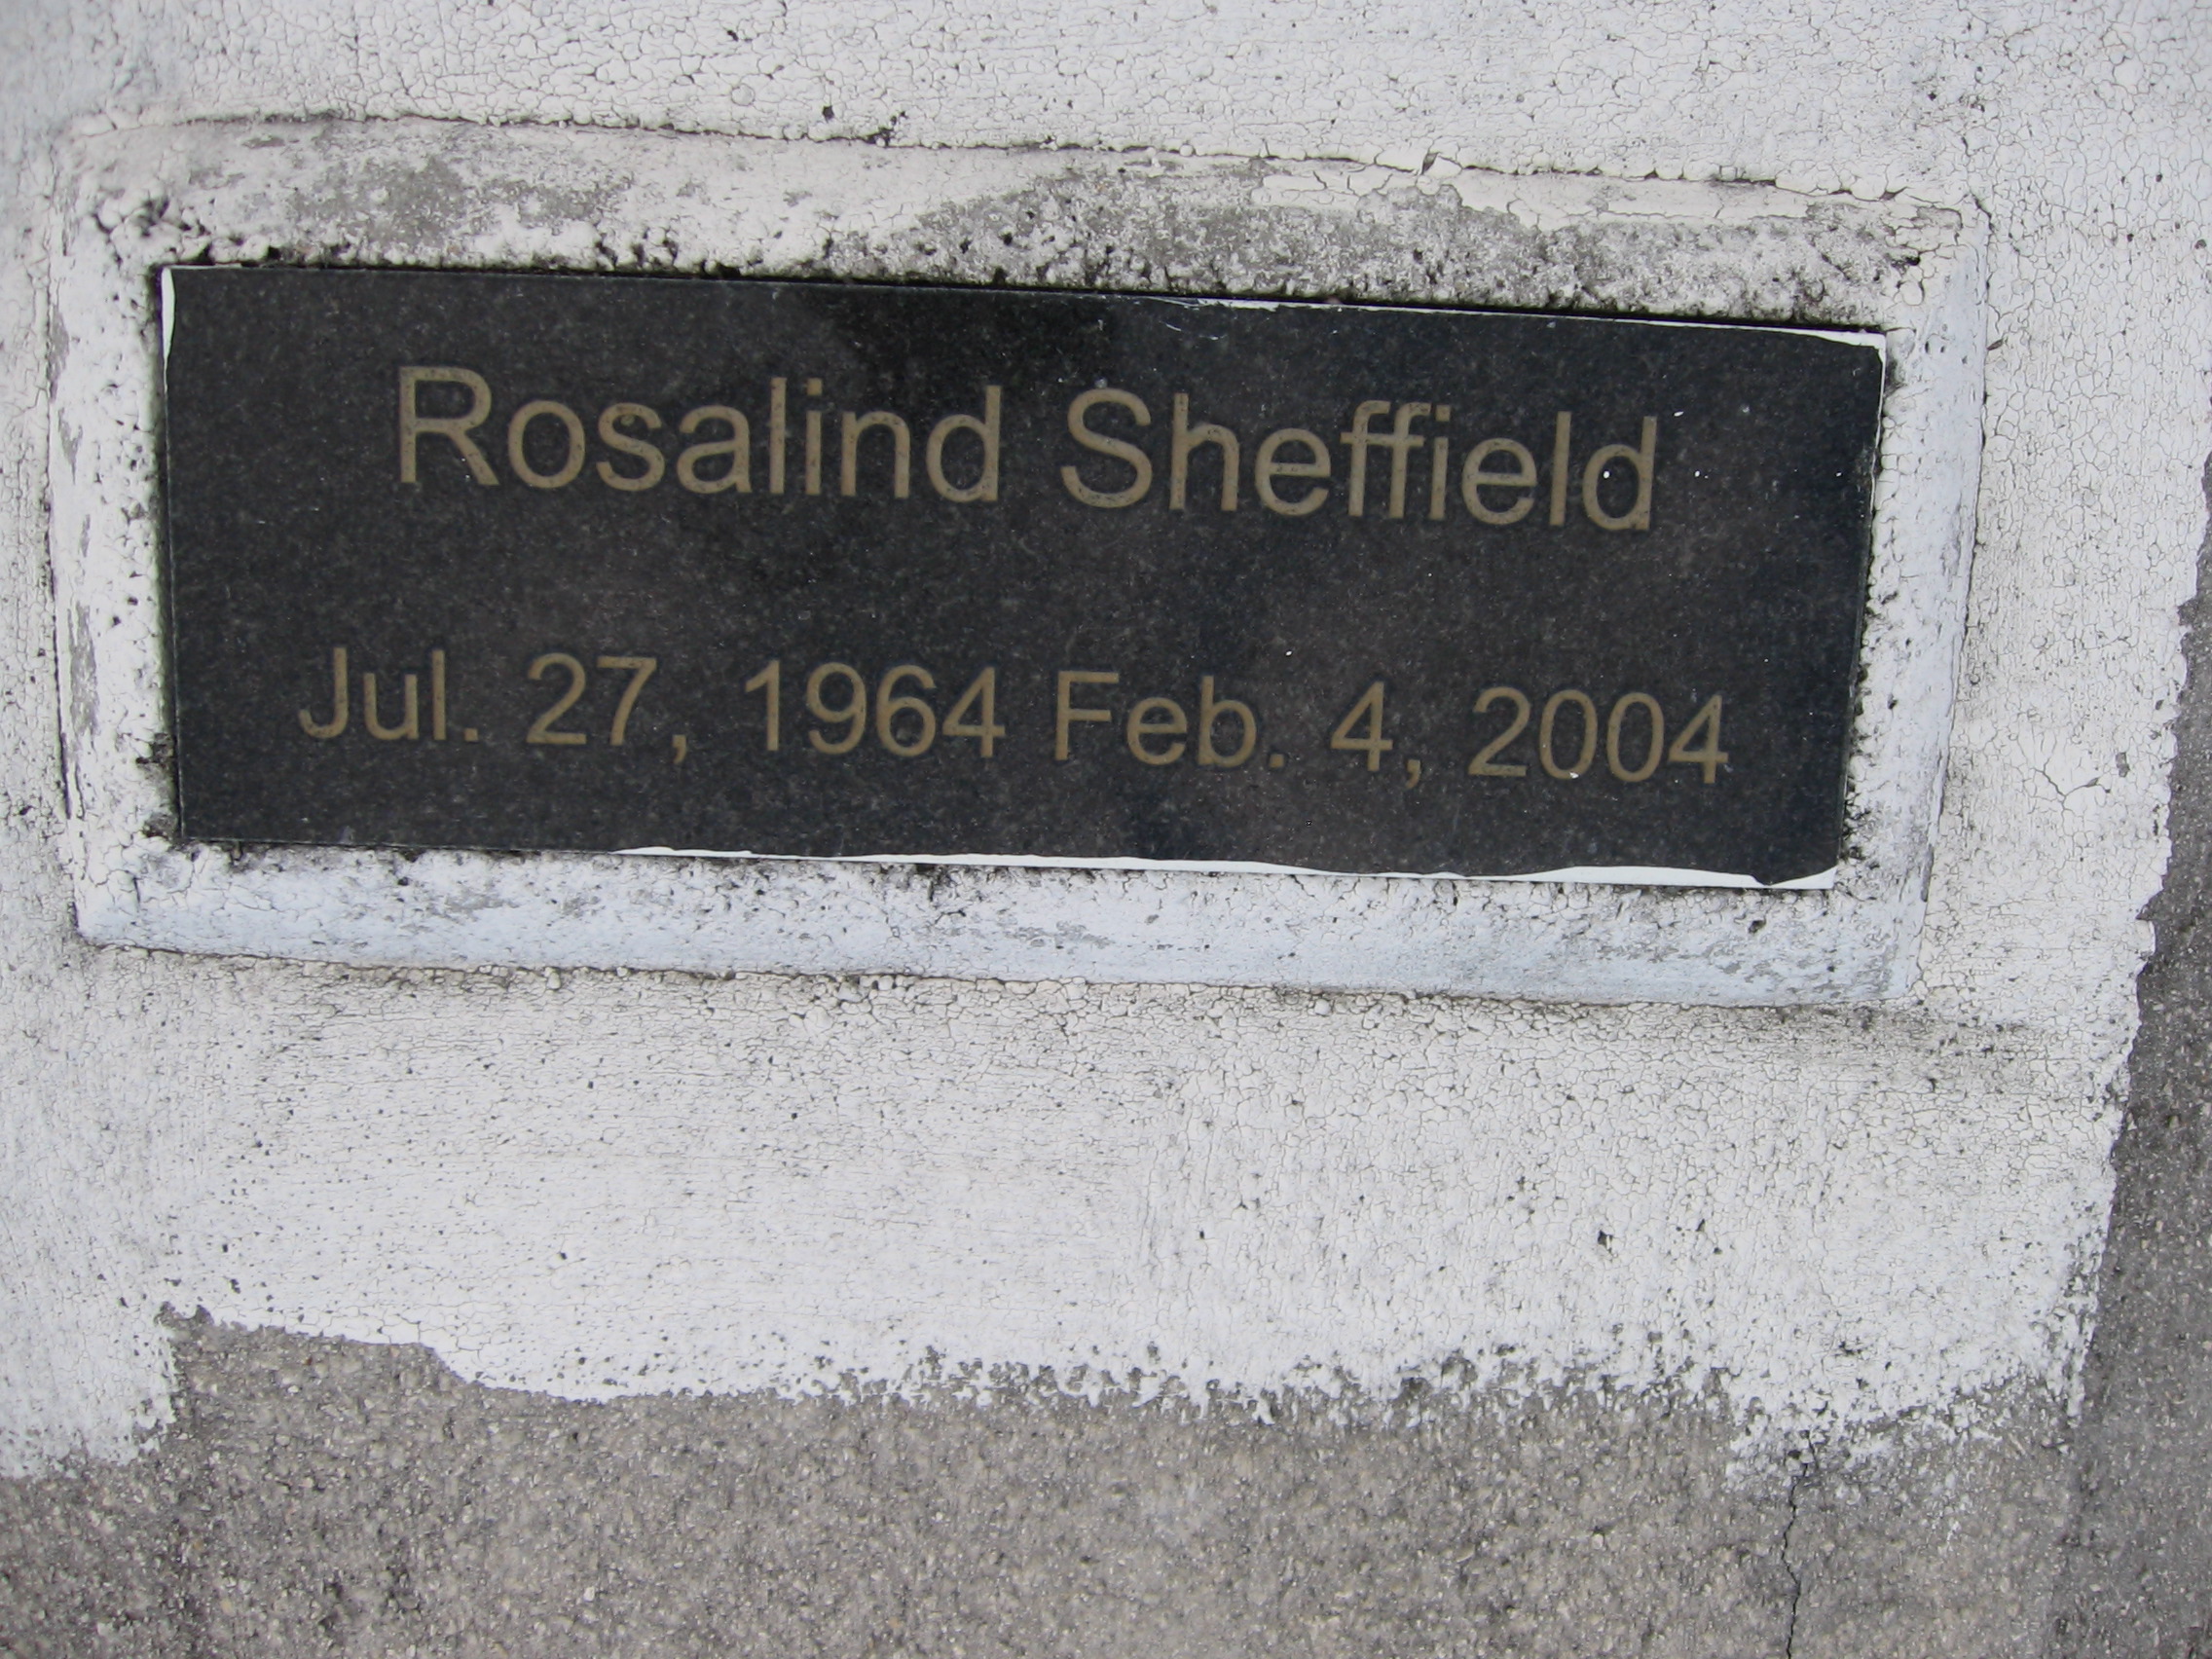 Rosalind Sheffield
Jul. 27, 1964 Feb. 4, 2004